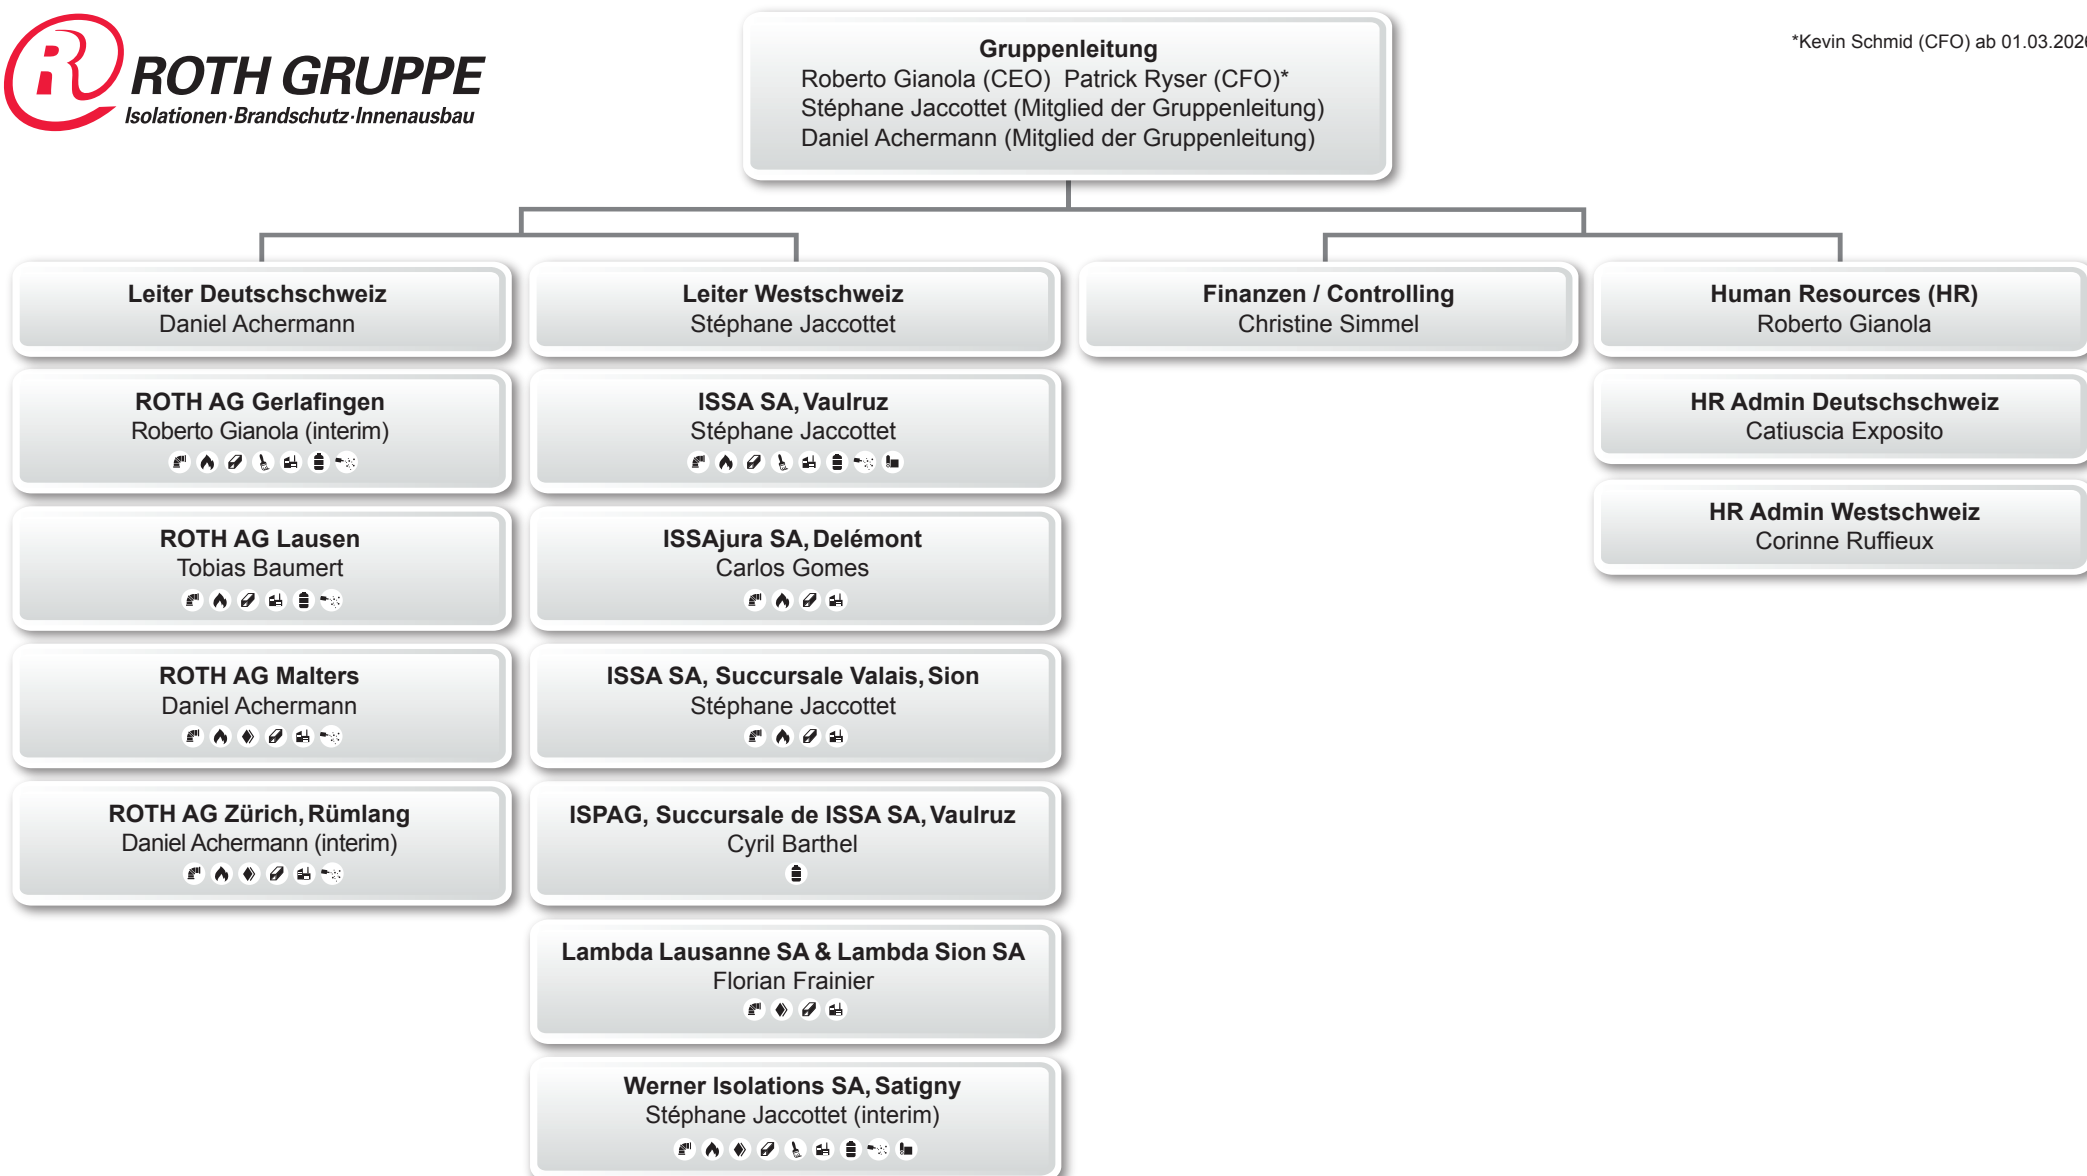 ROTH GRUPPE
Isolationen·Brandschutz·Innenausbau
Gruppenleitung
Roberto Gianola (CEO) Patrick Ryser (CFO)*
Stéphane Jaccottet (Mitglied der Gruppenleitung)
Daniel Achermann (Mitglied der Gruppenleitung)
*Kevin Schmid (CFO) ab 01.03.2026
Leiter Deutschschweiz
Daniel Achermann
ROTH AG Gerlafingen
Roberto Gianola (interim)
ROTH AG Lausen
Tobias Baumert
ROTH AG Malters
Daniel Achermann
ROTH AG Zürich, Rümlang
Daniel Achermann (interim)
Leiter Westschweiz
Stéphane Jaccottet
ISSA SA, Vaulruz
Stéphane Jaccottet
ISSAjura SA, Delémont
Carlos Gomes
ISSA SA, Succursale Valais, Sion
Stéphane Jaccottet
ISPAG, Succursale de ISSA SA, Vaulruz
Cyril Barthel
Lambda Lausanne SA & Lambda Sion SA
Florian Frainier
Werner Isolations SA, Satigny
Stéphane Jaccottet (interim)
Finanzen / Controlling
Christine Simmel
Human Resources (HR)
Roberto Gianola
HR Admin Deutschschweiz
Catiuscia Exposito
HR Admin Westschweiz
Corinne Ruffieux